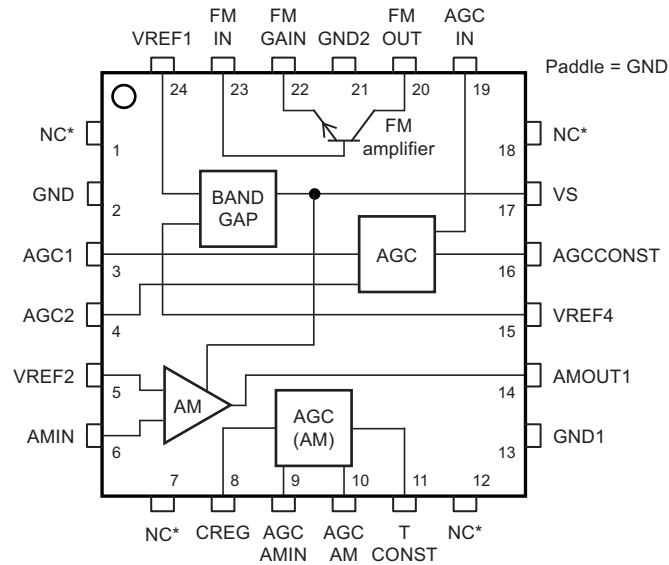 FM FM FM AGC
VREF1 IN GAIN GND2 OUT IN
Paddle = GND
24 23 22 21 20 19
FM
amplifier
NC* 1 18 NC*
GND 2 BAND
GAP 17 VS
AGC1 3 AGC 16 AGCCONST
AGC2 4 15 VREF4
VREF2 5 AM 14 AMOUT1
AMIN 6 AGC
(AM) 13 GND1
7 8 9 10 11 12
NC* CREG AGC AGC T NC*
AMIN AM CONST